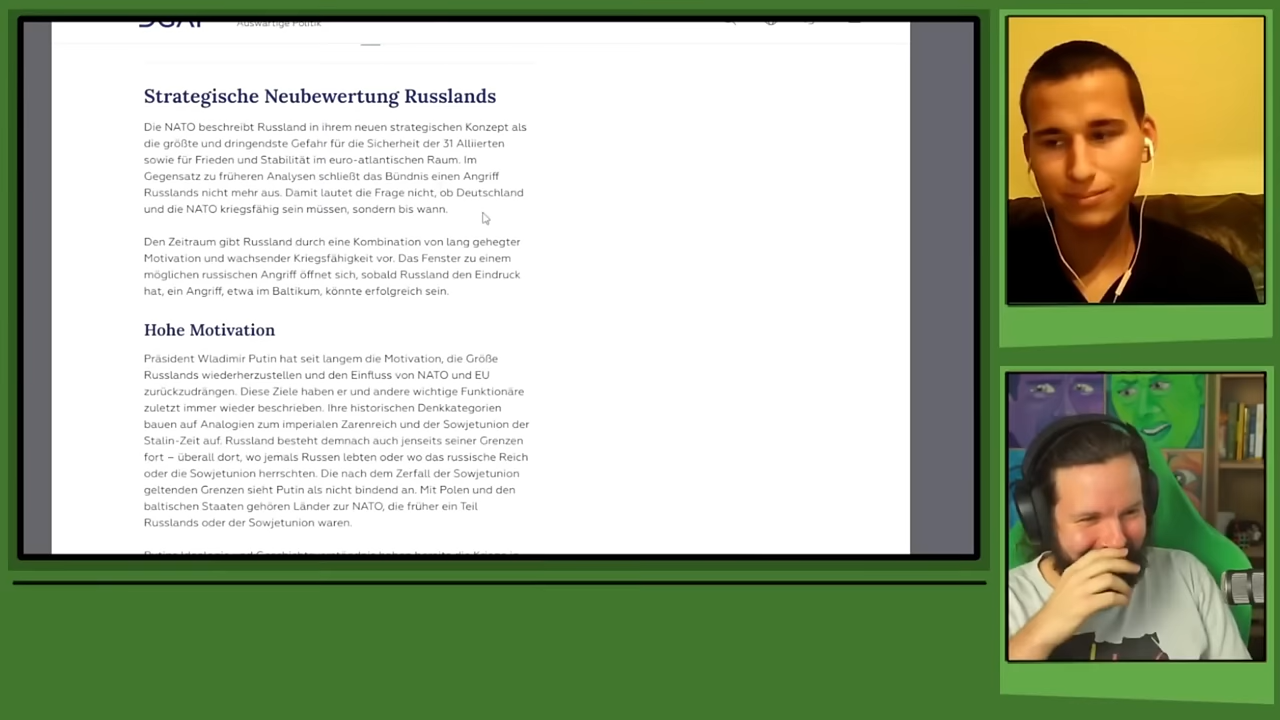 Auswärtige Politik
Strategische Neubewertung Russlands
Die NATO beschreibt Russland in ihrem neuen strategischen Konzept als
die größte und dringendste Gefahr für die Sicherheit der 31 Alliierten
sowie für Frieden und Stabilität im euro-atlantischen Raum. Im
Gegensatz zu früheren Analysen schließt das Bündnis einen Angriff
Russlands nicht mehr aus. Damit lautet die Frage nicht, ob Deutschland
und die NATO kriegsfähig sein müssen, sondern bis wann.
Den Zeitraum gibt Russland durch eine Kombination von lang gehegter
Motivation und wachsender Kriegsfähigkeit vor. Das Fenster zu einem
möglichen russischen Angriff öffnet sich, sobald Russland den Eindruck
hat, ein Angriff, etwa im Baltikum, könnte erfolgreich sein.
Hohe Motivation
Präsident Wladimir Putin hat seit langem die Motivation, die Größe
Russlands wiederherzustellen und den Einfluss von NATO und EU
zurückzudrängen. Diese Ziele haben er und andere wichtige Funktionäre
zuletzt immer wieder beschrieben. Ihre historischen Denkkategorien
bauen auf Analogien zum imperialen Zarenreich und der Sowjetunion der
Stalin-Zeit auf. Russland besteht demnach auch jenseits seiner Grenzen
fort – überall dort, wo jemals Russen lebten oder wo das russische Reich
oder die Sowjetunion herrschten. Die nach dem Zerfall der Sowjetunion
geltenden Grenzen sieht Putin als nicht bindend an. Mit Polen und den
baltischen Staaten gehören Länder zur NATO, die früher ein Teil
Russlands oder der Sowjetunion waren.